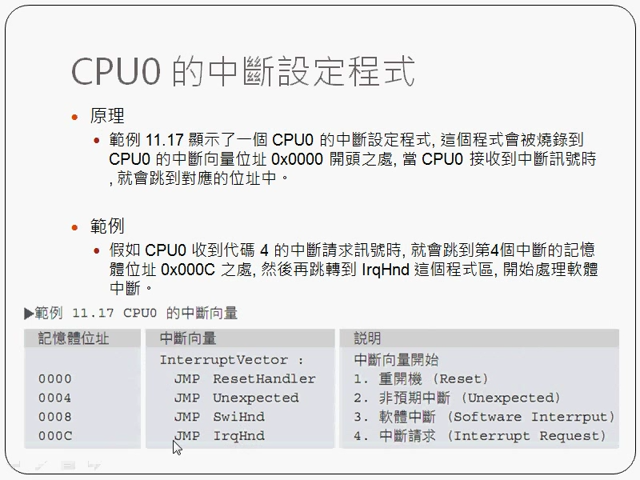 CPU0 的中斷設定程式
原理
範例 11.17 顯示了一個 CPU0 的中斷設定程式, 這個程式會被燒錄到
CPU0 的中斷向量位址 0x0000 開頭之處, 當 CPU0 接收到中斷訊號時
, 就會跳到對應的位址中。
範例
假如 CPU0 收到代碼 4 的中斷請求訊號時, 就會跳到第4個中斷的記憶
體位址 0x000C 之處, 然後再跳轉到 IrqHnd 這個程式區, 開始處理軟體
中斷。
▶範例 11.17 CPU0 的中斷向量
記憶體位址 中斷向量 說明
InterruptVector : 中斷向量開始
0000 JMP ResetHandler 1. 重開機 (Reset)
0004 JMP Unexpected 2. 非預期中斷 (Unexpected)
0008 JMP SwiHnd 3. 軟體中斷 (Software Interrput)
000C JMP IrqHnd 4. 中斷請求 (Interrupt Request)